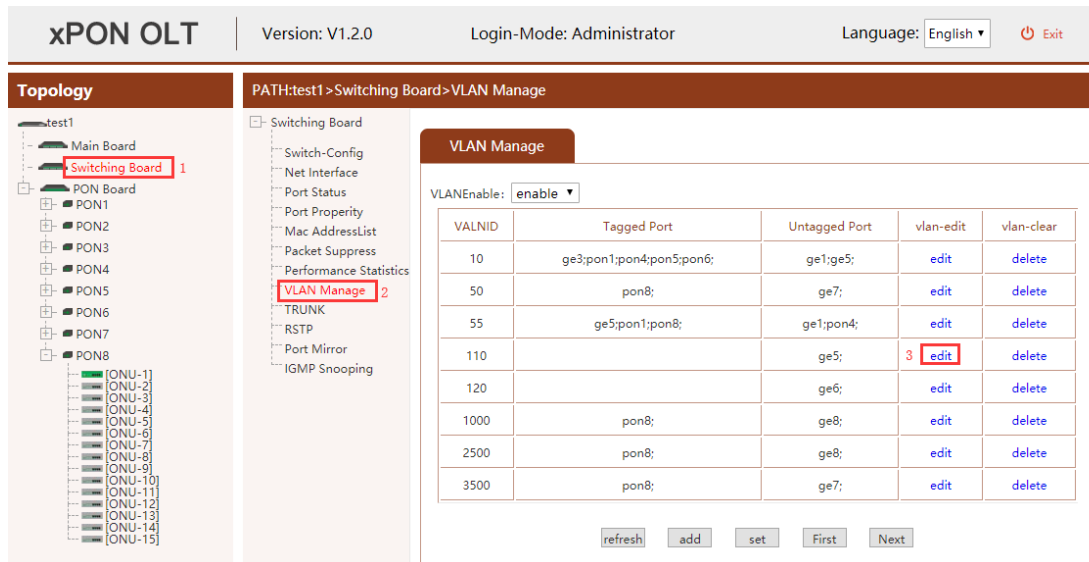 xPON OLT Version: V1.2.0 Login-Mode: Administrator Language: English Exit
Topology
test1
Main Board
Switching Board 1
PON Board
PON1
PON2
PON3
PON4
PON5
PON6
PON7
PON8
[ONU-1]
[ONU-2]
[ONU-3]
[ONU-4]
[ONU-5]
[ONU-6]
[ONU-7]
[ONU-8]
[ONU-9]
[ONU-10]
[ONU-11]
[ONU-12]
[ONU-13]
[ONU-14]
[ONU-15]
PATH:test1>Switching Board>VLAN Manage
Switching Board
Switch-Config
Net Interface
Port Status
Port Properity
Mac AddressList
Packet Suppress
Performance Statistics
VLAN Manage 2
TRUNK
RSTP
Port Mirror
IGMP Snooping
VLAN Manage
VLANEnable: enable
VALNID Tagged Port Untagged Port vlan-edit vlan-clear
10 ge3;pon1;pon4;pon5;pon6; ge1;ge5; edit delete
50 pon8; ge7; edit delete
55 ge5;pon1;pon8; ge1;pon4; edit delete
110 ge5; 3 edit delete
120 ge6; edit delete
1000 pon8; ge8; edit delete
2500 pon8; ge8; edit delete
3500 pon8; ge7; edit delete
refresh add set First Next